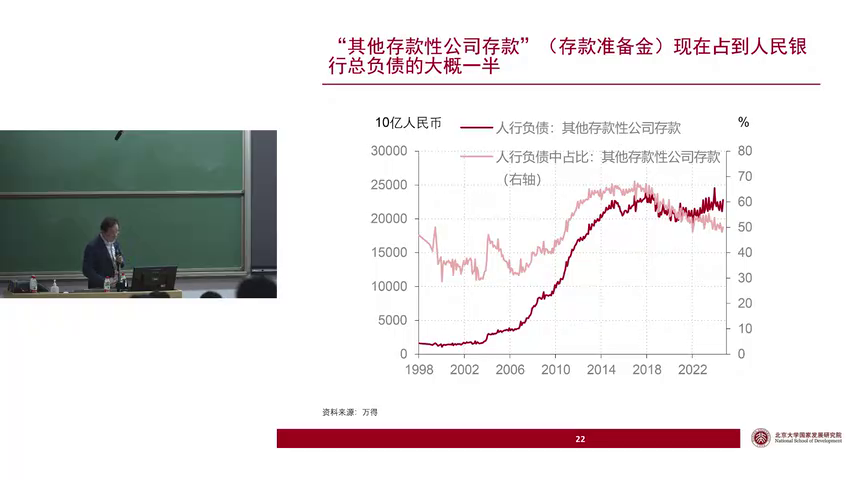 “其他存款性公司存款”（存款准备金）现在占到人民银
行总负债的大概一半
10亿人民币
%
人行负债：其他存款性公司存款
人行负债中占比：其他存款性公司存款
（右轴）
30000
25000
20000
15000
10000
5000
0
80
70
60
50
40
30
20
10
0
1998
2002
2006
2010
2014
2018
2022
资料来源：万得
22
北京大学国家发展研究院
National School of Development